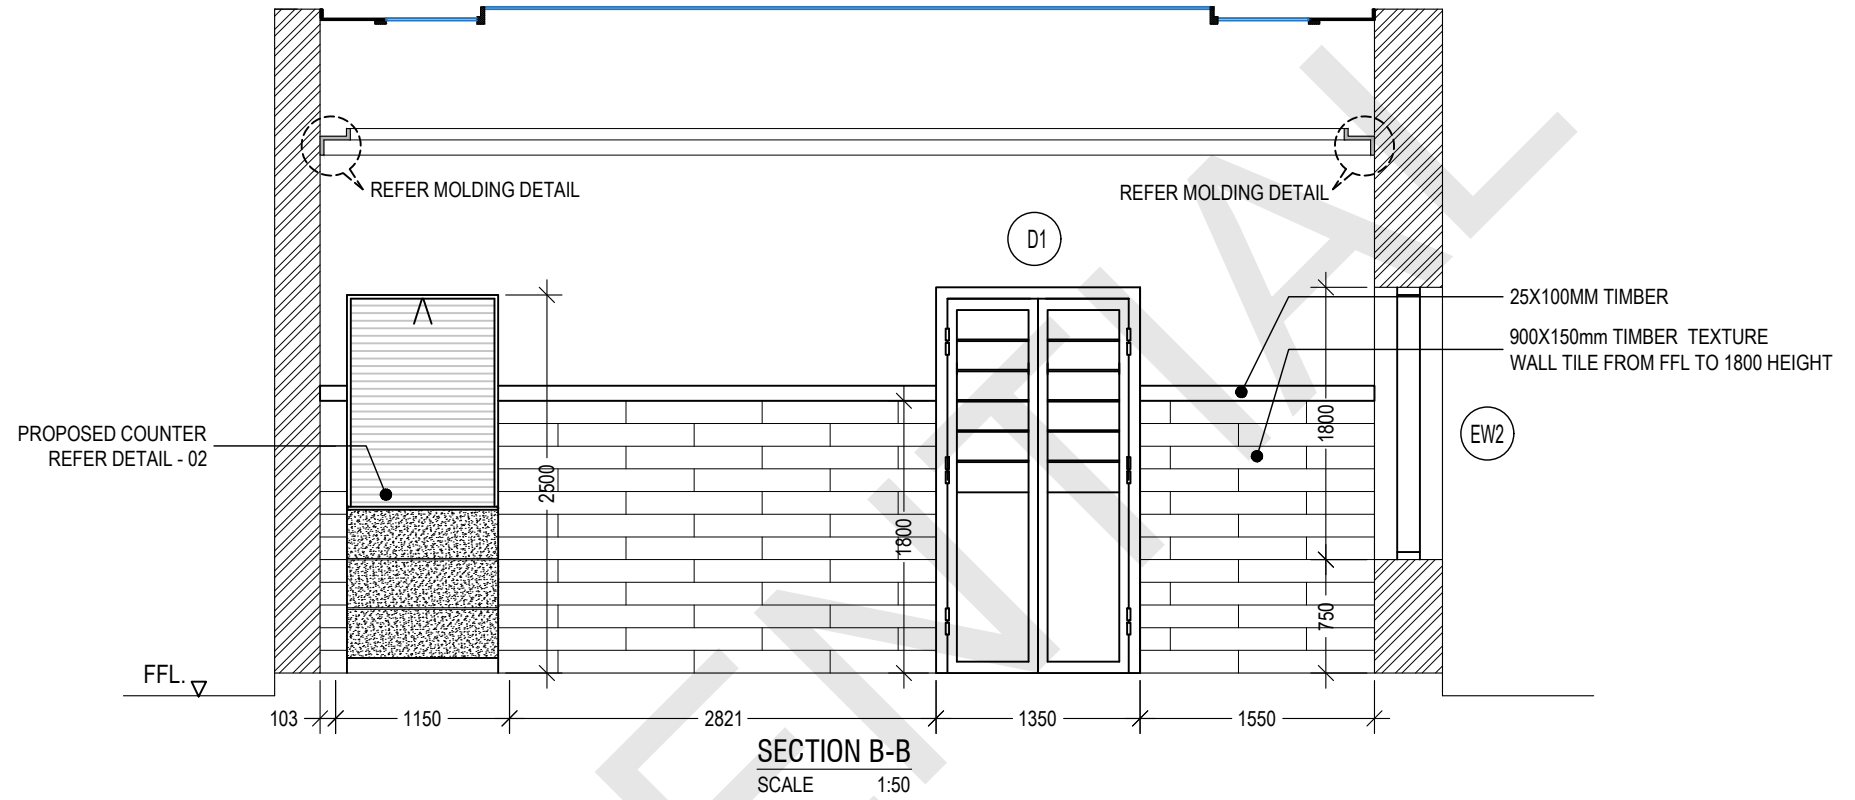 REFER MOLDING DETAIL
REFER MOLDING DETAIL
D1
25X100MM TIMBER
900X150mm TIMBER TEXTURE
WALL TILE FROM FFL TO 1800 HEIGHT
1800
EW2
PROPOSED COUNTER
REFER DETAIL - 02
2500
1800
750
FFL.
103
1150
2821
1350
1550
SECTION B-B
SCALE 1:50
ENTIAL